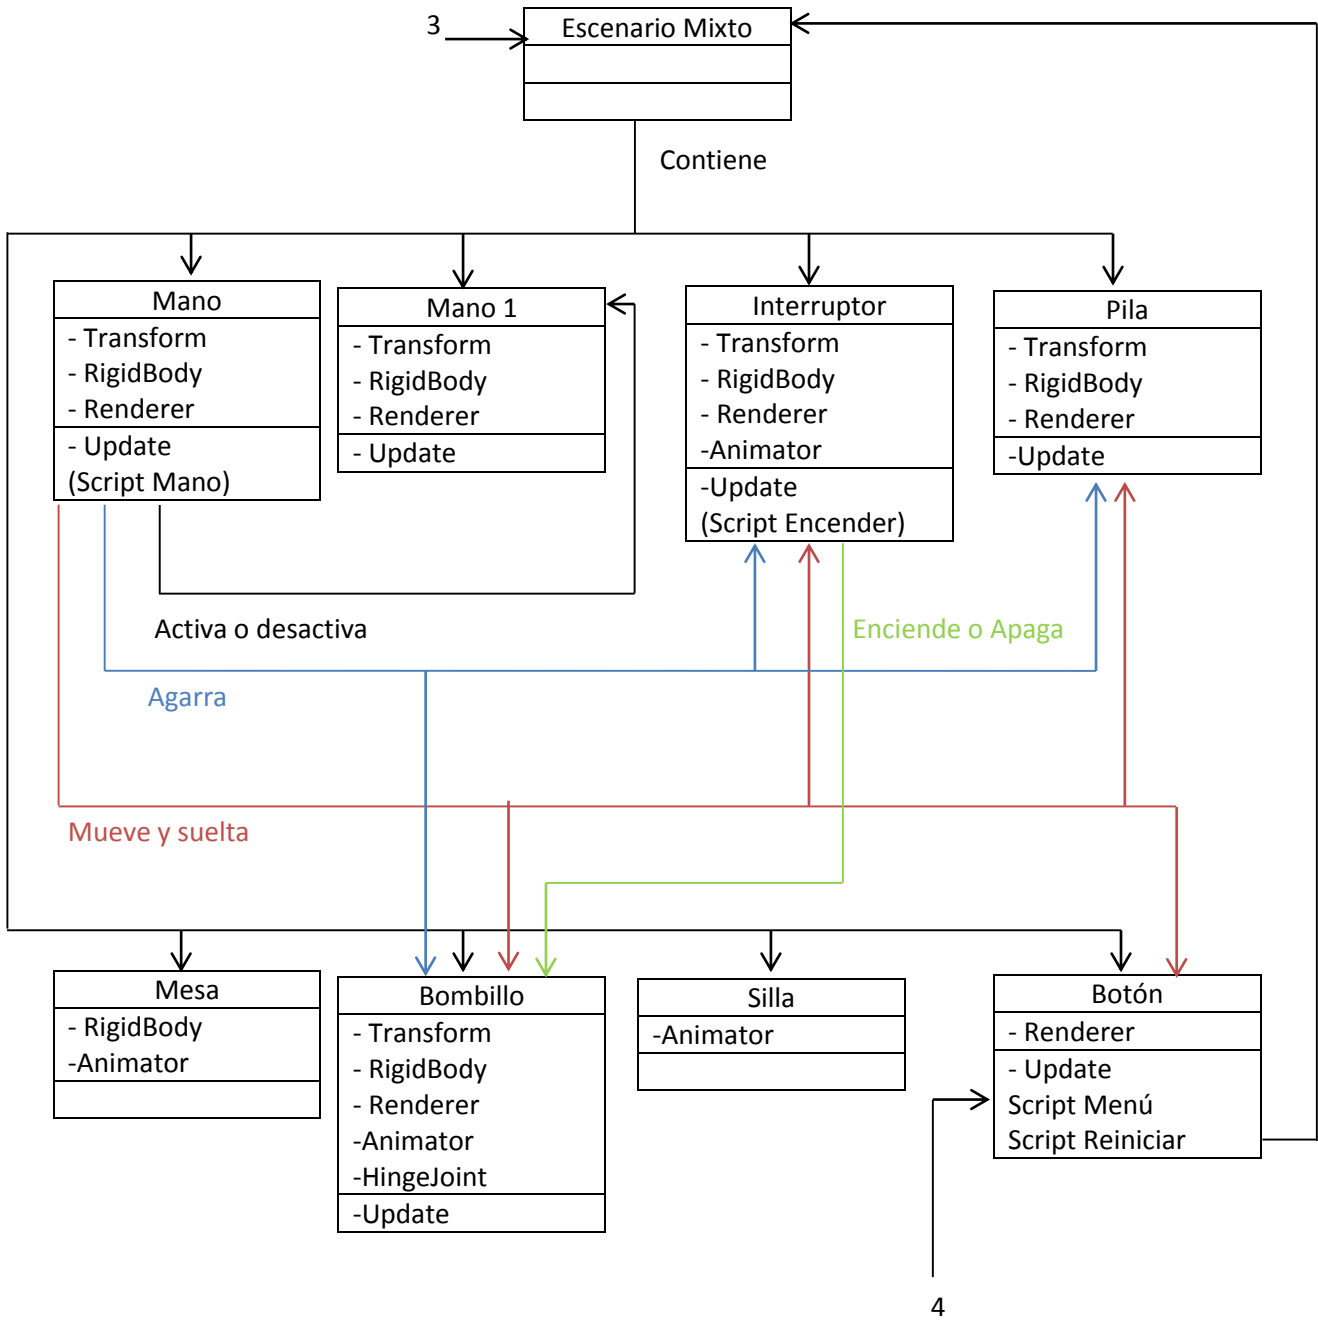 3
Escenario Mixto
Contiene
Mano
- Transform
- RigidBody
- Renderer
- Update
(Script Mano)
Mano 1
- Transform
- RigidBody
- Renderer
- Update
Interruptor
- Transform
- RigidBody
- Renderer
-Animator
-Update
(Script Encender)
Pila
- Transform
- RigidBody
- Renderer
-Update
Activa o desactiva
Enciende o Apaga
Agarra
Mueve y suelta
Mesa
- RigidBody
-Animator
Bombillo
- Transform
- RigidBody
- Renderer
-Animator
-HingeJoint
-Update
Silla
-Animator
Botón
- Renderer
- Update
Script Menú
Script Reiniciar
4